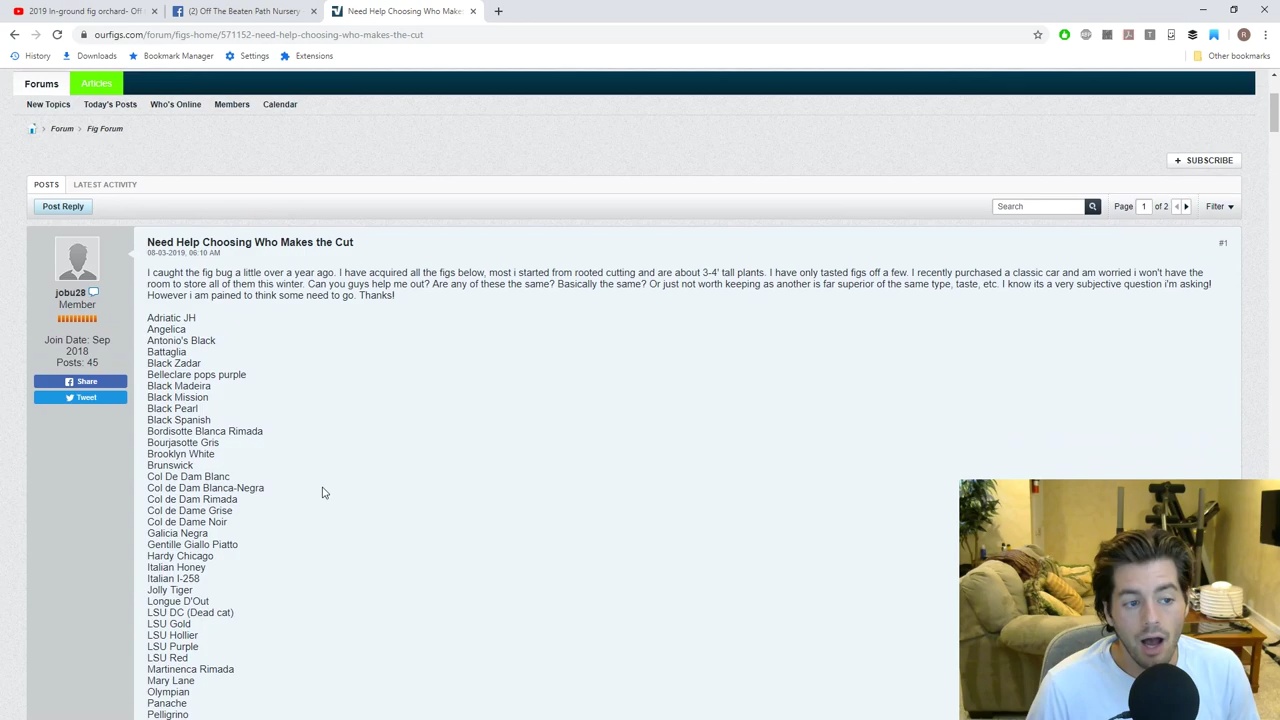 2019 In-ground fig orchard- Off
(2) Off The Beaten Path Nursery -
Need Help Choosing Who Makes
ourfigs.com/forum/figs-home/571152-need-help-choosing-who-makes-the-cut
History
Downloads
Bookmark Manager
Settings
Extensions
Other bookmarks
Forums
Articles
New Topics
Today's Posts
Who's Online
Members
Calendar
Forum
Fig Forum
+ SUBSCRIBE
POSTS
LATEST ACTIVITY
Post Reply
Search
Page 1 of 2
Filter
Need Help Choosing Who Makes the Cut
#1
08-03-2019, 06:10 AM
I caught the fig bug a little over a year ago. I have acquired all the figs below, most i started from rooted cutting and are about 3-4' tall plants. I have only tasted figs off a few. I recently purchased a classic car and am worried i won't have the
room to store all of them this winter. Can you guys help me out? Are any of these the same? Basically the same? Or just not worth keeping as another is far superior of the same type, taste, etc. I know its a very subjective question i'm asking!
However i am pained to think some need to go. Thanks!
jobu28
Member
Join Date: Sep
2018
Posts: 45
Share
Tweet
Adriatic JH
Angelica
Antonio's Black
Battaglia
Black Zadar
Belleclare pops purple
Black Madeira
Black Mission
Black Pearl
Black Spanish
Bordisotte Blanca Rimada
Bourjasotte Gris
Brooklyn White
Brunswick
Col De Dam Blanc
Col de Dam Blanca-Negra
Col de Dam Rimada
Col de Dame Grise
Col de Dame Noir
Galicia Negra
Gentille Giallo Piatto
Hardy Chicago
Italian Honey
Italian I-258
Jolly Tiger
Longue D'Out
LSU DC (Dead cat)
LSU Gold
LSU Hollier
LSU Purple
LSU Red
Martinenca Rimada
Mary Lane
Olympian
Panache
Pelligrino